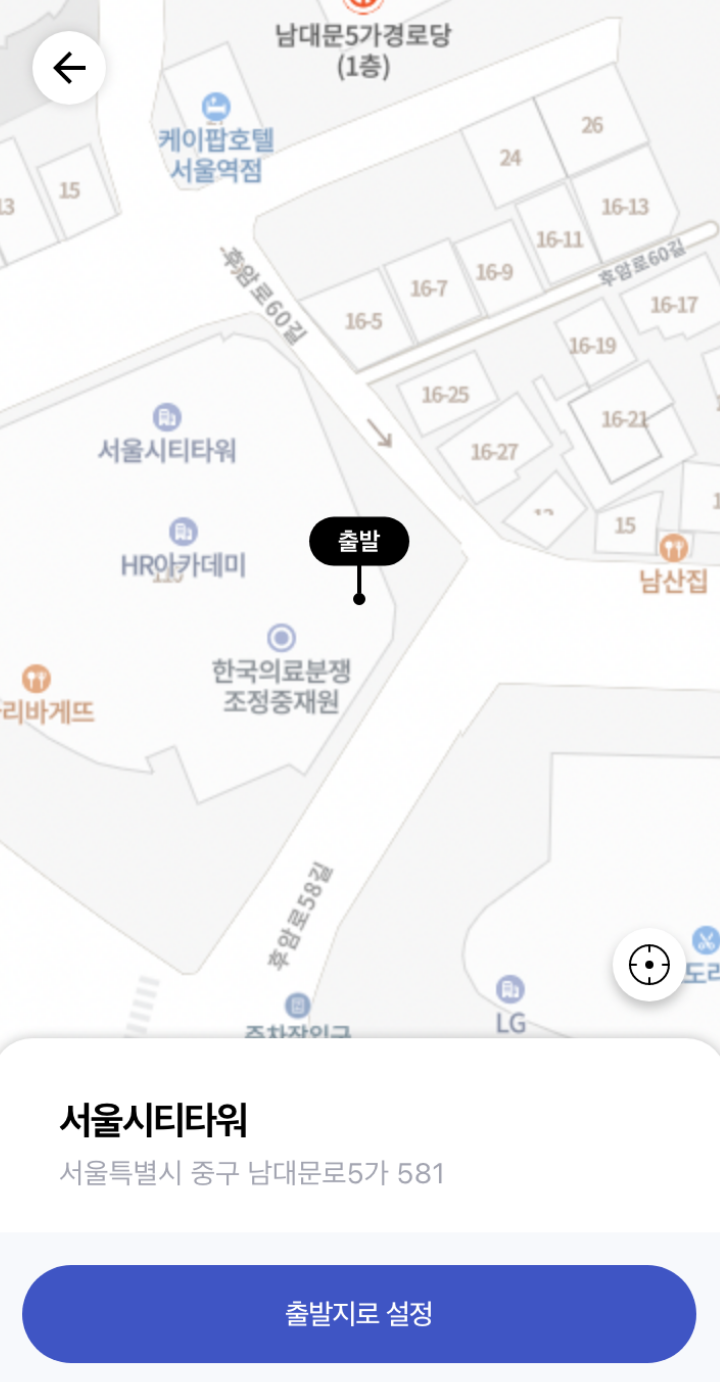 남대문5가경로당
(1층)
케이팝호텔
서울역점
26
24
15
13
16-13
16-11
후암로60길
16-9
16-7
16-17
후암로60길
16-5
16-19
16-25
16-21
서울시티타워
16-27
15
출발
HR아카데미
남산집
한국의료분쟁
조정중재원
리바게뜨
후암로58길
LG
서울시티타워
서울특별시 중구 남대문로5가 581
출발지로 설정